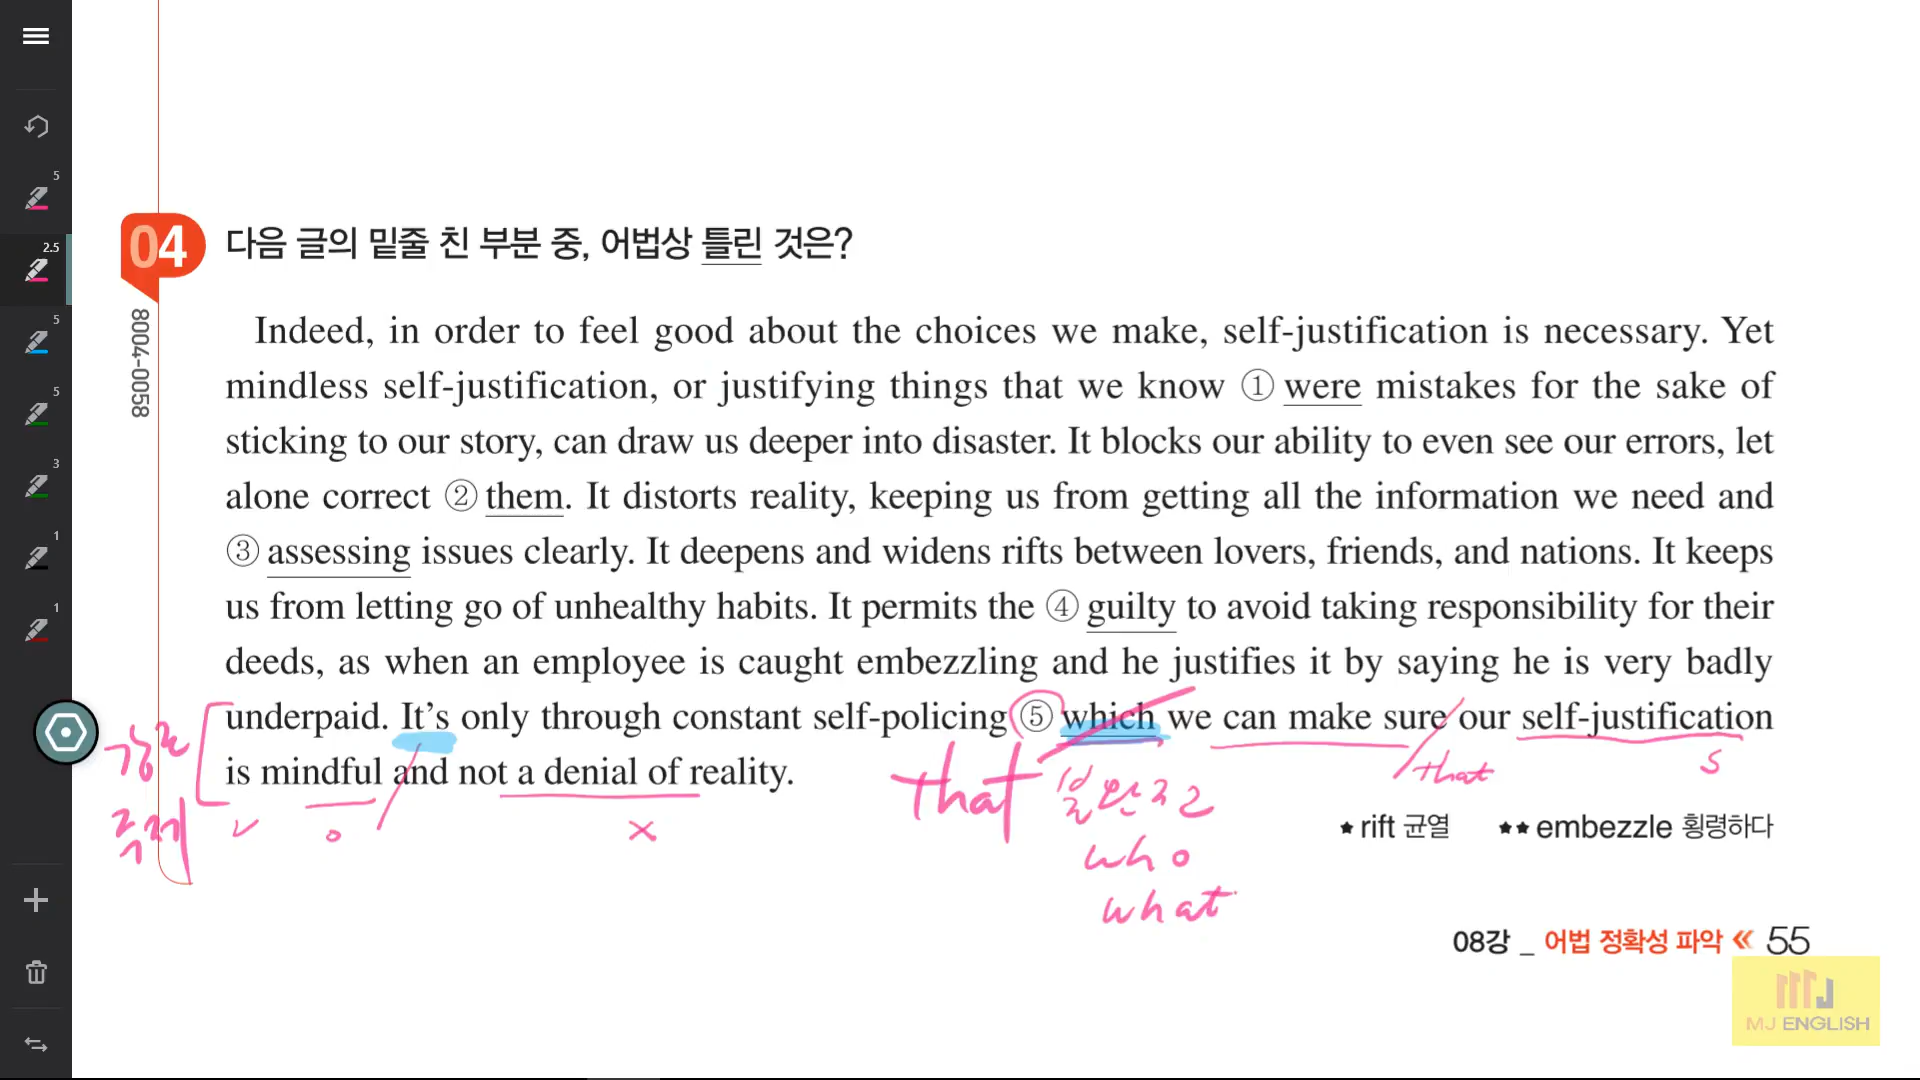 5
2.5
5
5
3
1
1
04 다음 글의 밑줄 친 부분 중, 어법상 틀린 것은?
8004-0058
Indeed, in order to feel good about the choices we make, self-justification is necessary. Yet
mindless self-justification, or justifying things that we know ① were mistakes for the sake of
sticking to our story, can draw us deeper into disaster. It blocks our ability to even see our errors, let
alone correct ② them. It distorts reality, keeping us from getting all the information we need and
③ assessing issues clearly. It deepens and widens rifts between lovers, friends, and nations. It keeps
us from letting go of unhealthy habits. It permits the ④ guilty to avoid taking responsibility for their
deeds, as when an employee is caught embezzling and he justifies it by saying he is very badly
underpaid. It's only through constant self-policing ⑤ which we can make sure our self-justification
is mindful and not a denial of reality.
강조
주제
v
o
x
that
that
S
who
what
★ rift 균열 ★★ embezzle 횡령하다
08강 _ 어법 정확성 파악 « 55
MJ ENGLISH